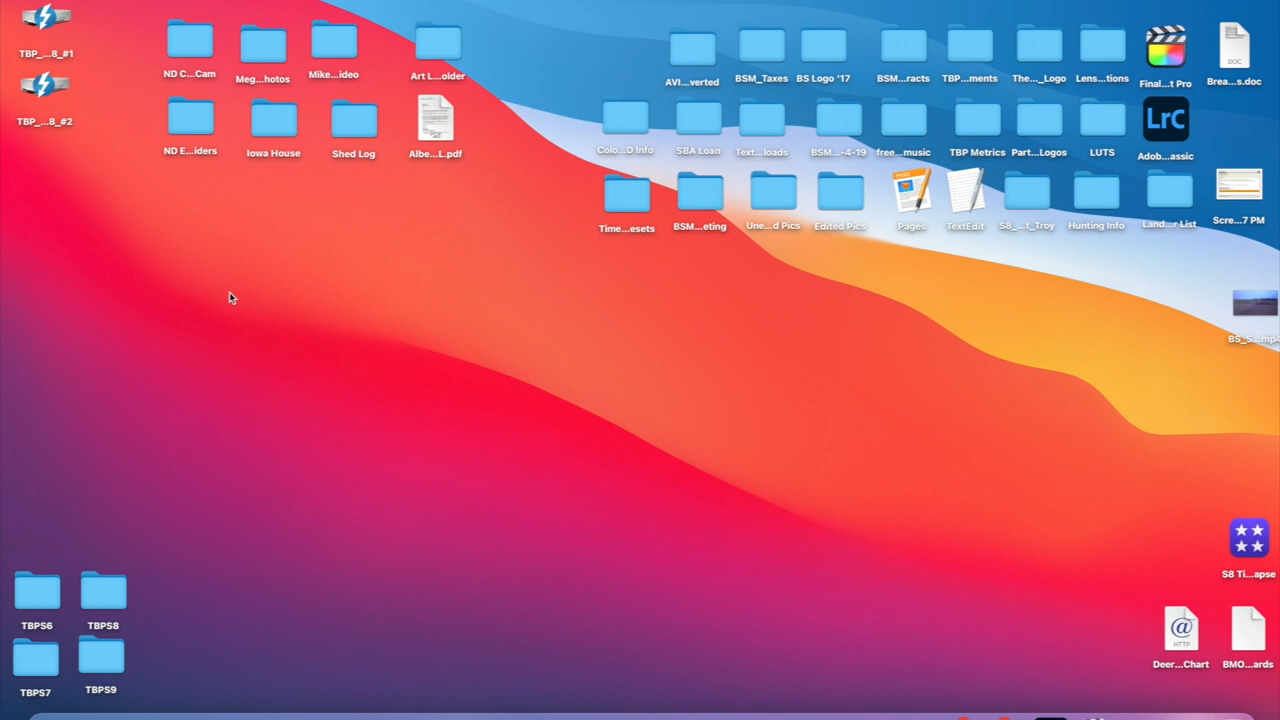 TBP_...8_#1
TBP_...8_#2
ND C...Cam
Meg...hotos
Mike...ideo
Art L...older
ND E...iders
Iowa House
Shed Log
PDF
Albe...L.pdf
AVI...verted
BSM_Taxes
BS Logo '17
BSM...racts
TBP...ments
The..._Logo
Lens...tions
Final...t Pro
DOC
Brea...s.doc
Colo...D Info
SBA Loan
Text...loads
BSM...-4-19
free...music
TBP Metrics
Part...Logos
LUTS
LrC
Adob...assic
Time...esets
BSM...eting
Une...d Pics
Edited Pics
PAGES
Pages
TextEdit
S8_...t_Troy
Hunting Info
Land...r List
Scre...7 PM
BS_S...mp4
S8 Ti...apse
TBPS6
TBPS8
TBPS7
TBPS9
@
HTTP
Deer...Chart
BMO...ards